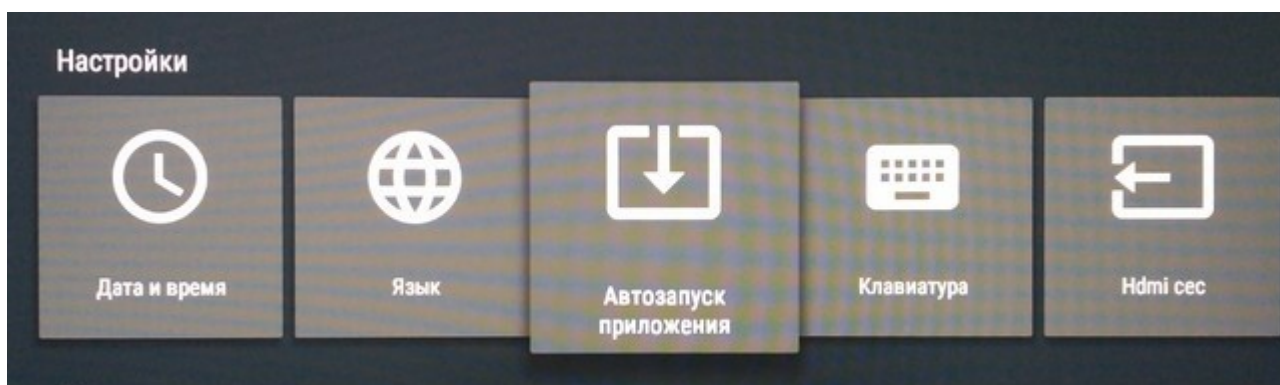 Настройки
Дата и время
Язык
Автозапуск
приложения
Клавиатура
Hdmi cec